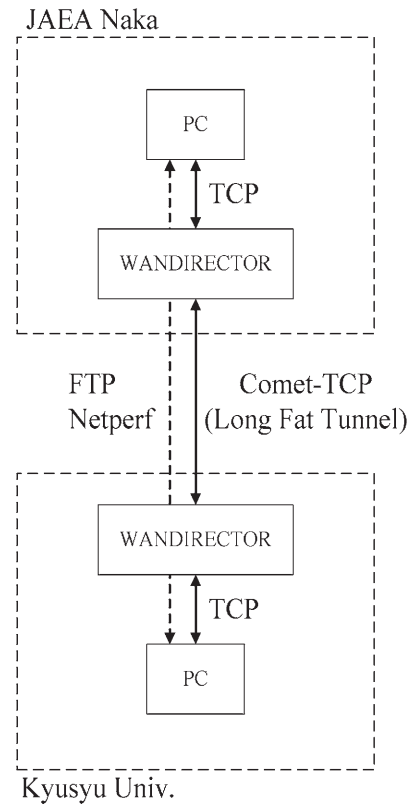 JAEA Naka
PC
TCP
WANDIRECTOR
FTP
Netperf
Comet-TCP
(Long Fat Tunnel)
WANDIRECTOR
TCP
PC
Kyusyu Univ.